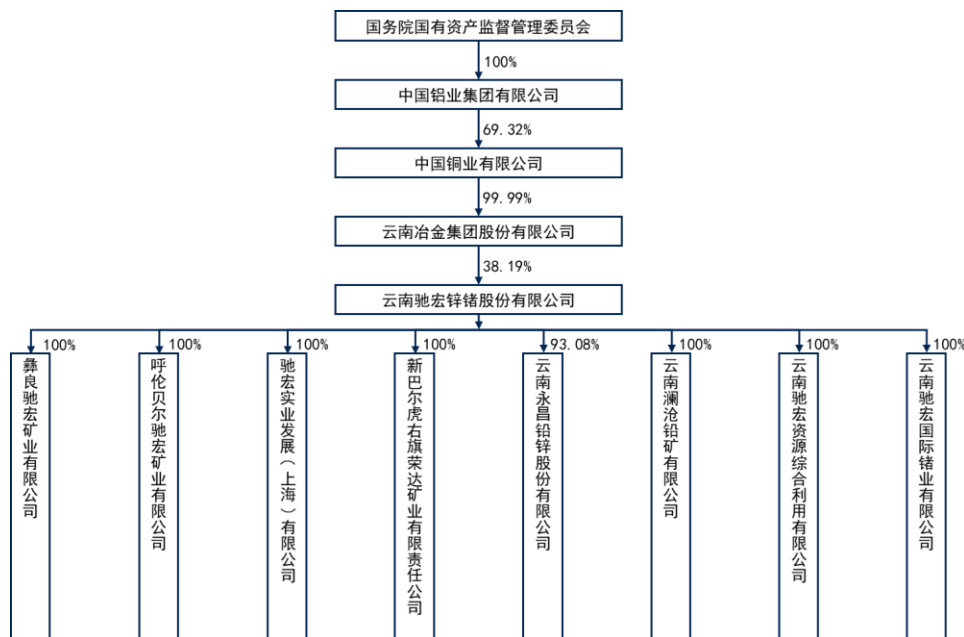 国务院国有资产监督管理委员会
100%
中国铝业集团有限公司
69.32%
中国铜业有限公司
99.99%
云南冶金集团股份有限公司
38.19%
云南驰宏锌锗股份有限公司
100%
100%
100%
100%
93.08%
100%
100%
100%
彝良驰宏矿业有限公司
呼伦贝尔驰宏矿业有限公司
驰宏实业发展（上海）有限公司
新巴尔虎右旗荣达矿业有限责任公司
云南永昌铅锌股份有限公司
云南澜沧铅矿有限公司
云南驰宏资源综合利用有限公司
云南驰宏国际锗业有限公司